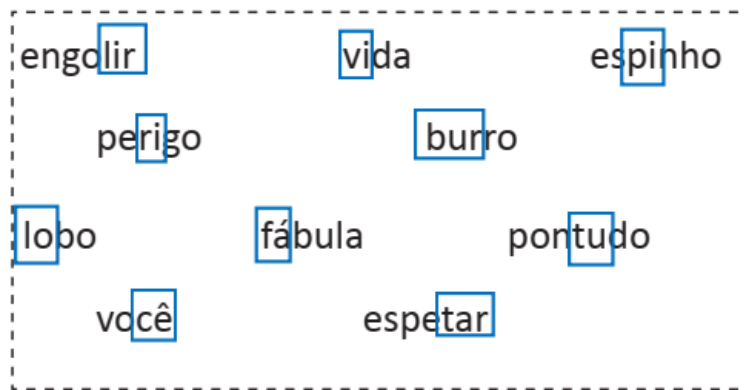 engolir vida espinho
perigo burro
lobo fábula pontudo
você espetar